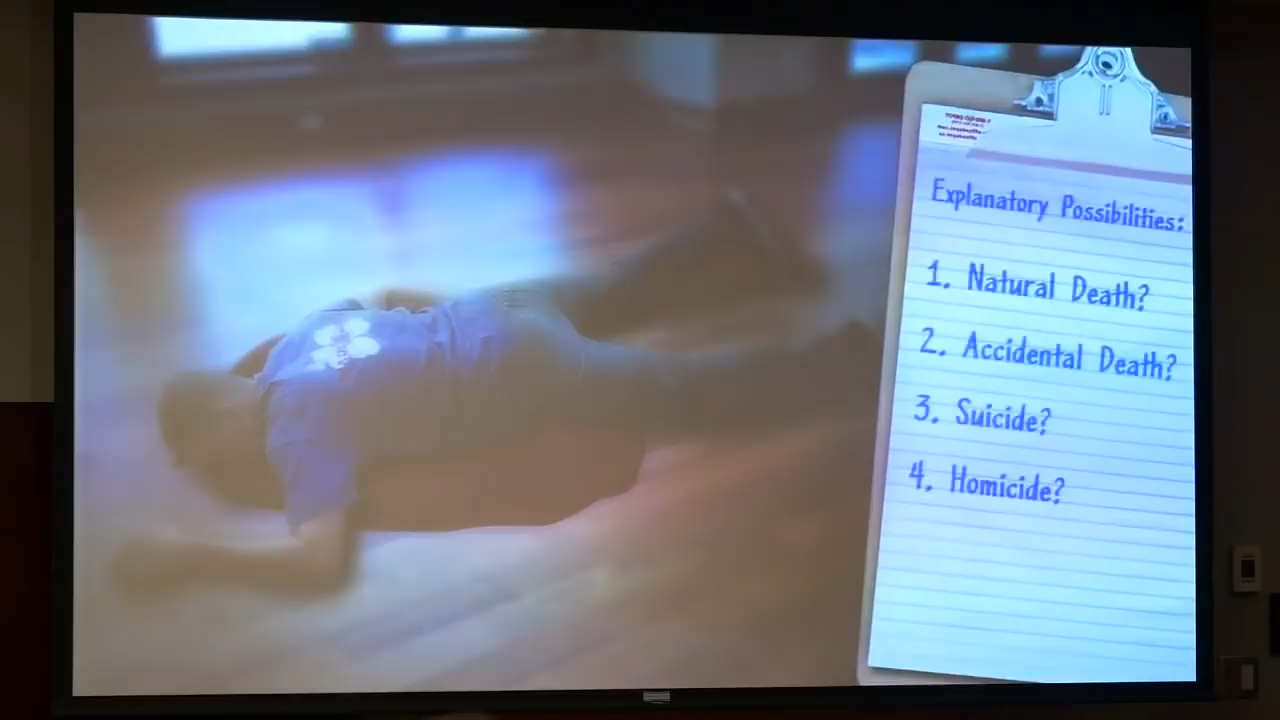 Explanatory Possibilities:
1. Natural Death?
2. Accidental Death?
3. Suicide?
4. Homicide?